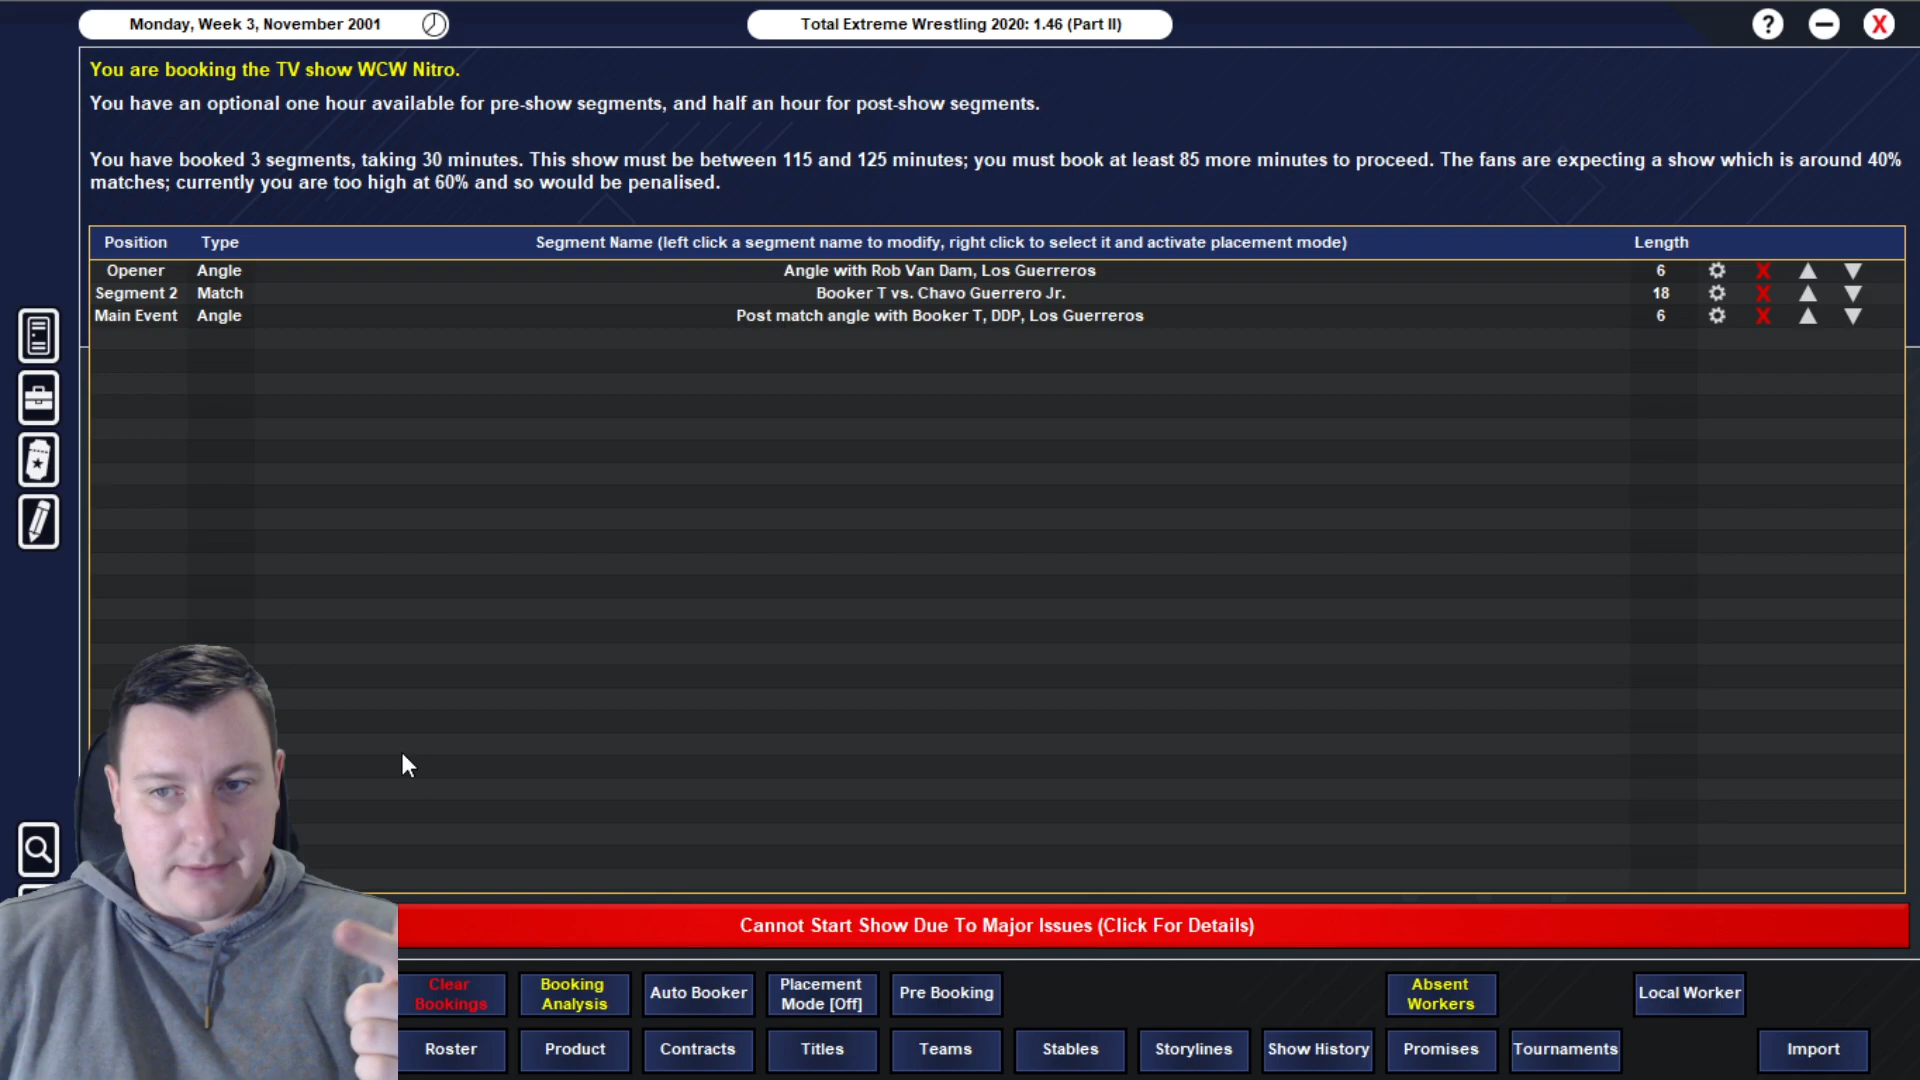 Monday, Week 3, November 2001
Total Extreme Wrestling 2020: 1.46 (Part II)
?
X
You are booking the TV show WCW Nitro.
You have an optional one hour available for pre-show segments, and half an hour for post-show segments.
You have booked 3 segments, taking 30 minutes. This show must be between 115 and 125 minutes; you must book at least 85 more minutes to proceed. The fans are expecting a show which is around 40%
matches; currently you are too high at 60% and so would be penalised.
Position Type Segment Name (left click a segment name to modify, right click to select it and activate placement mode) Length
Opener Angle Angle with Rob Van Dam, Los Guerreros 6 X
Segment 2 Match Booker T vs. Chavo Guerrero Jr. 18 X
Main Event Angle Post match angle with Booker T, DDP, Los Guerreros 6 X
Cannot Start Show Due To Major Issues (Click For Details)
Clear
Bookings
Booking
Analysis
Auto Booker
Placement
Mode [Off]
Pre Booking
Absent
Workers
Local Worker
Roster
Product
Contracts
Titles
Teams
Stables
Storylines
Show History
Promises
Tournaments
Import